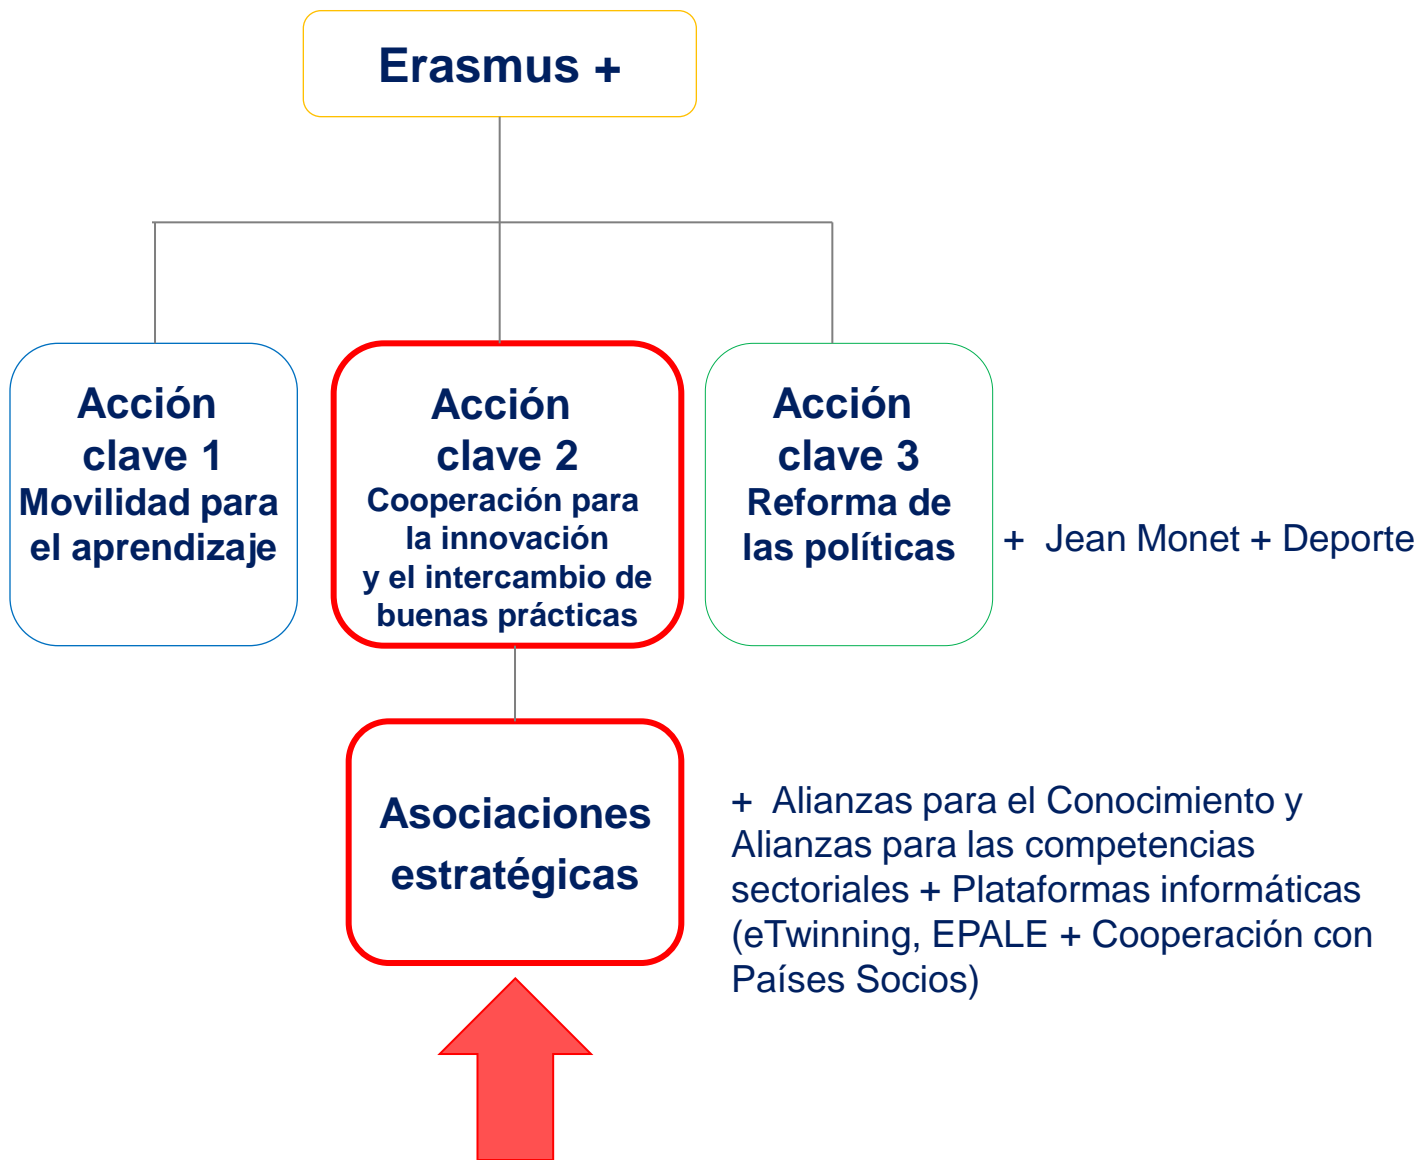 Erasmus +
Acción
clave 1
Movilidad para
el aprendizaje
Acción
clave 2
Cooperación para
la innovación
y el intercambio de
buenas prácticas
Acción
clave 3
Reforma de
las políticas
+ Jean Monet + Deporte
Asociaciones
estratégicas
+ Alianzas para el Conocimiento y
Alianzas para las competencias
sectoriales + Plataformas informáticas
(eTwinning, EPALE + Cooperación con
Países Socios)